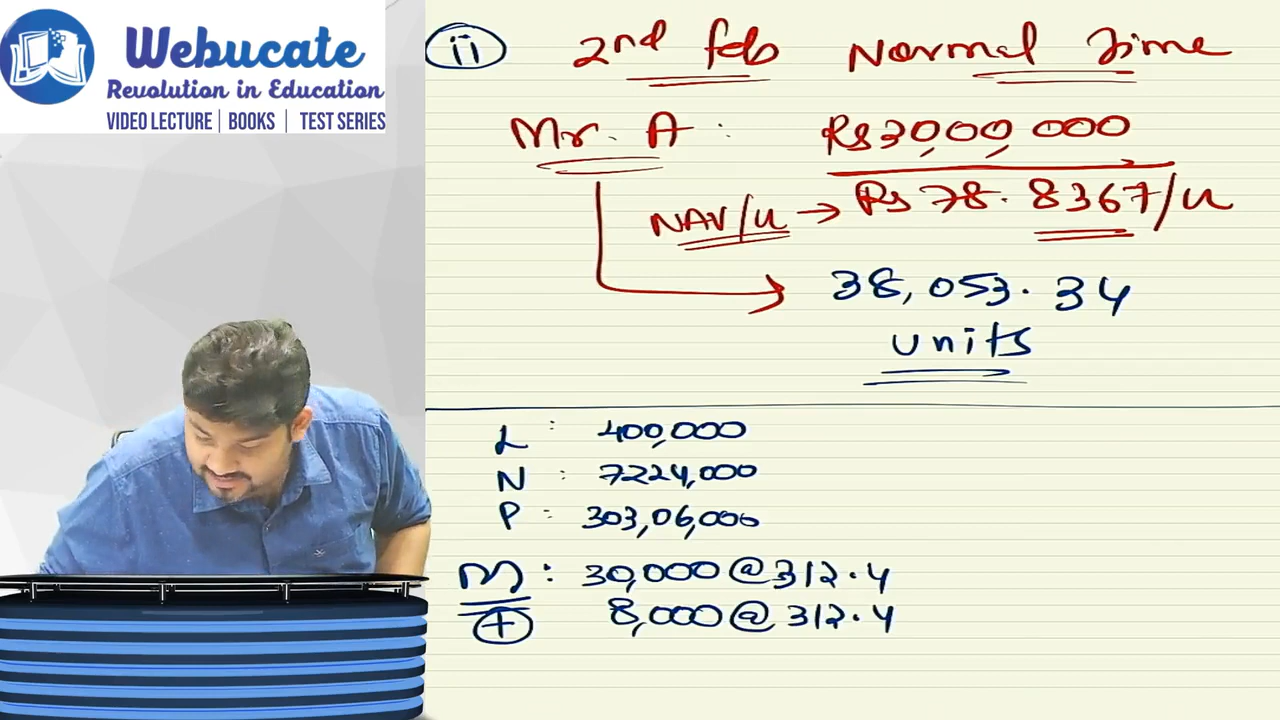 Webucate
Revolution in Education
VIDEO LECTURE | BOOKS | TEST SERIES
ii 2nd feb Normal Time
Mr. A : Rs 3000,000
NAV/u → Rs 78.8367/u
38,053.34
units
L : 400,000
N : 7224,000
P : 303,06,000
M : 30,000 @ 312.4
+ 8,000 @ 312.4